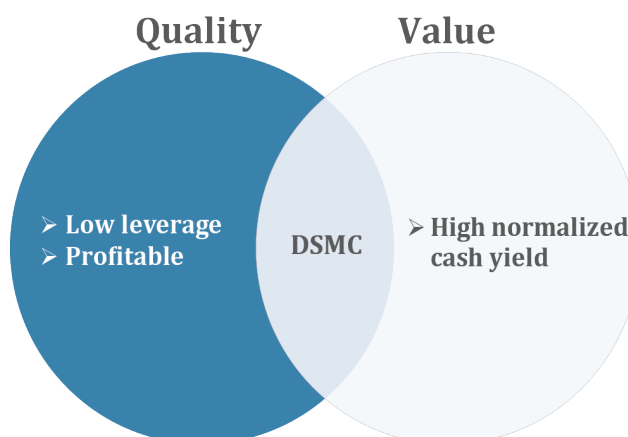 Quality
Value
➢ Low leverage
➢ Profitable
DSMC
➢ High normalized
cash yield